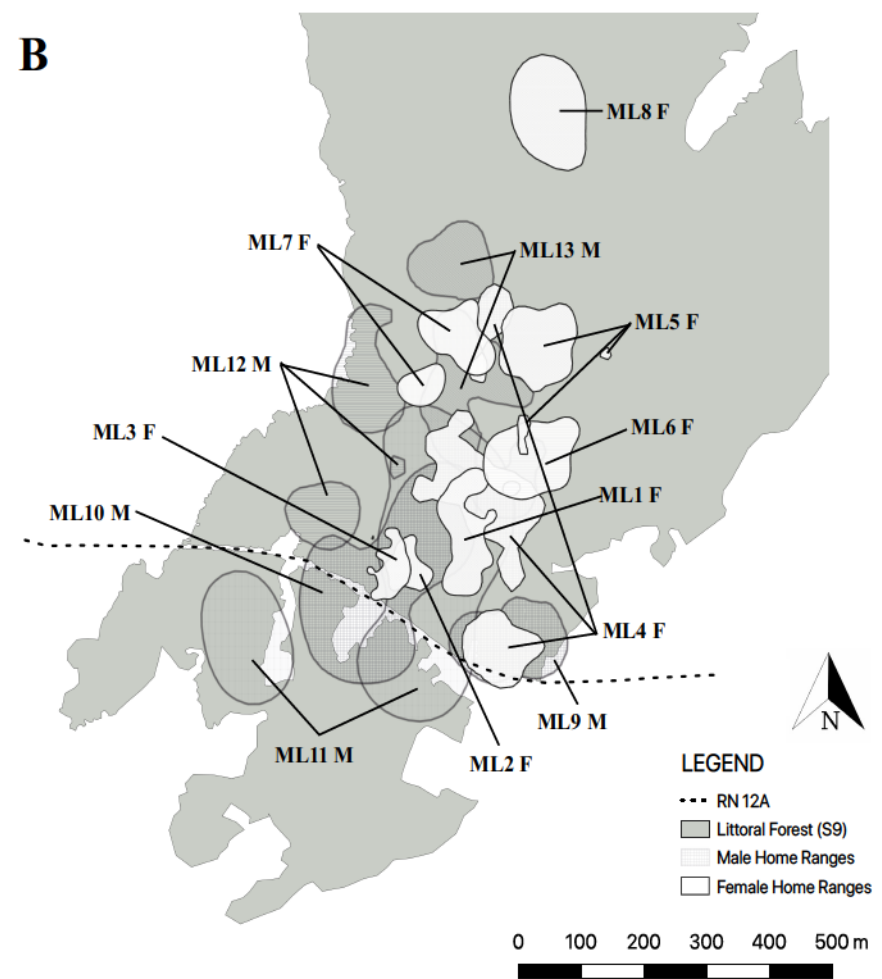 B
ML8 F
ML7 F
ML13 M
ML5 F
ML12 M
ML3 F
ML6 F
ML1 F
ML10 M
ML4 F
ML9 M
ML11 M
ML2 F
N
LEGEND
RN 12A
Littoral Forest (S9)
Male Home Ranges
Female Home Ranges
0 100 200 300 400 500 m